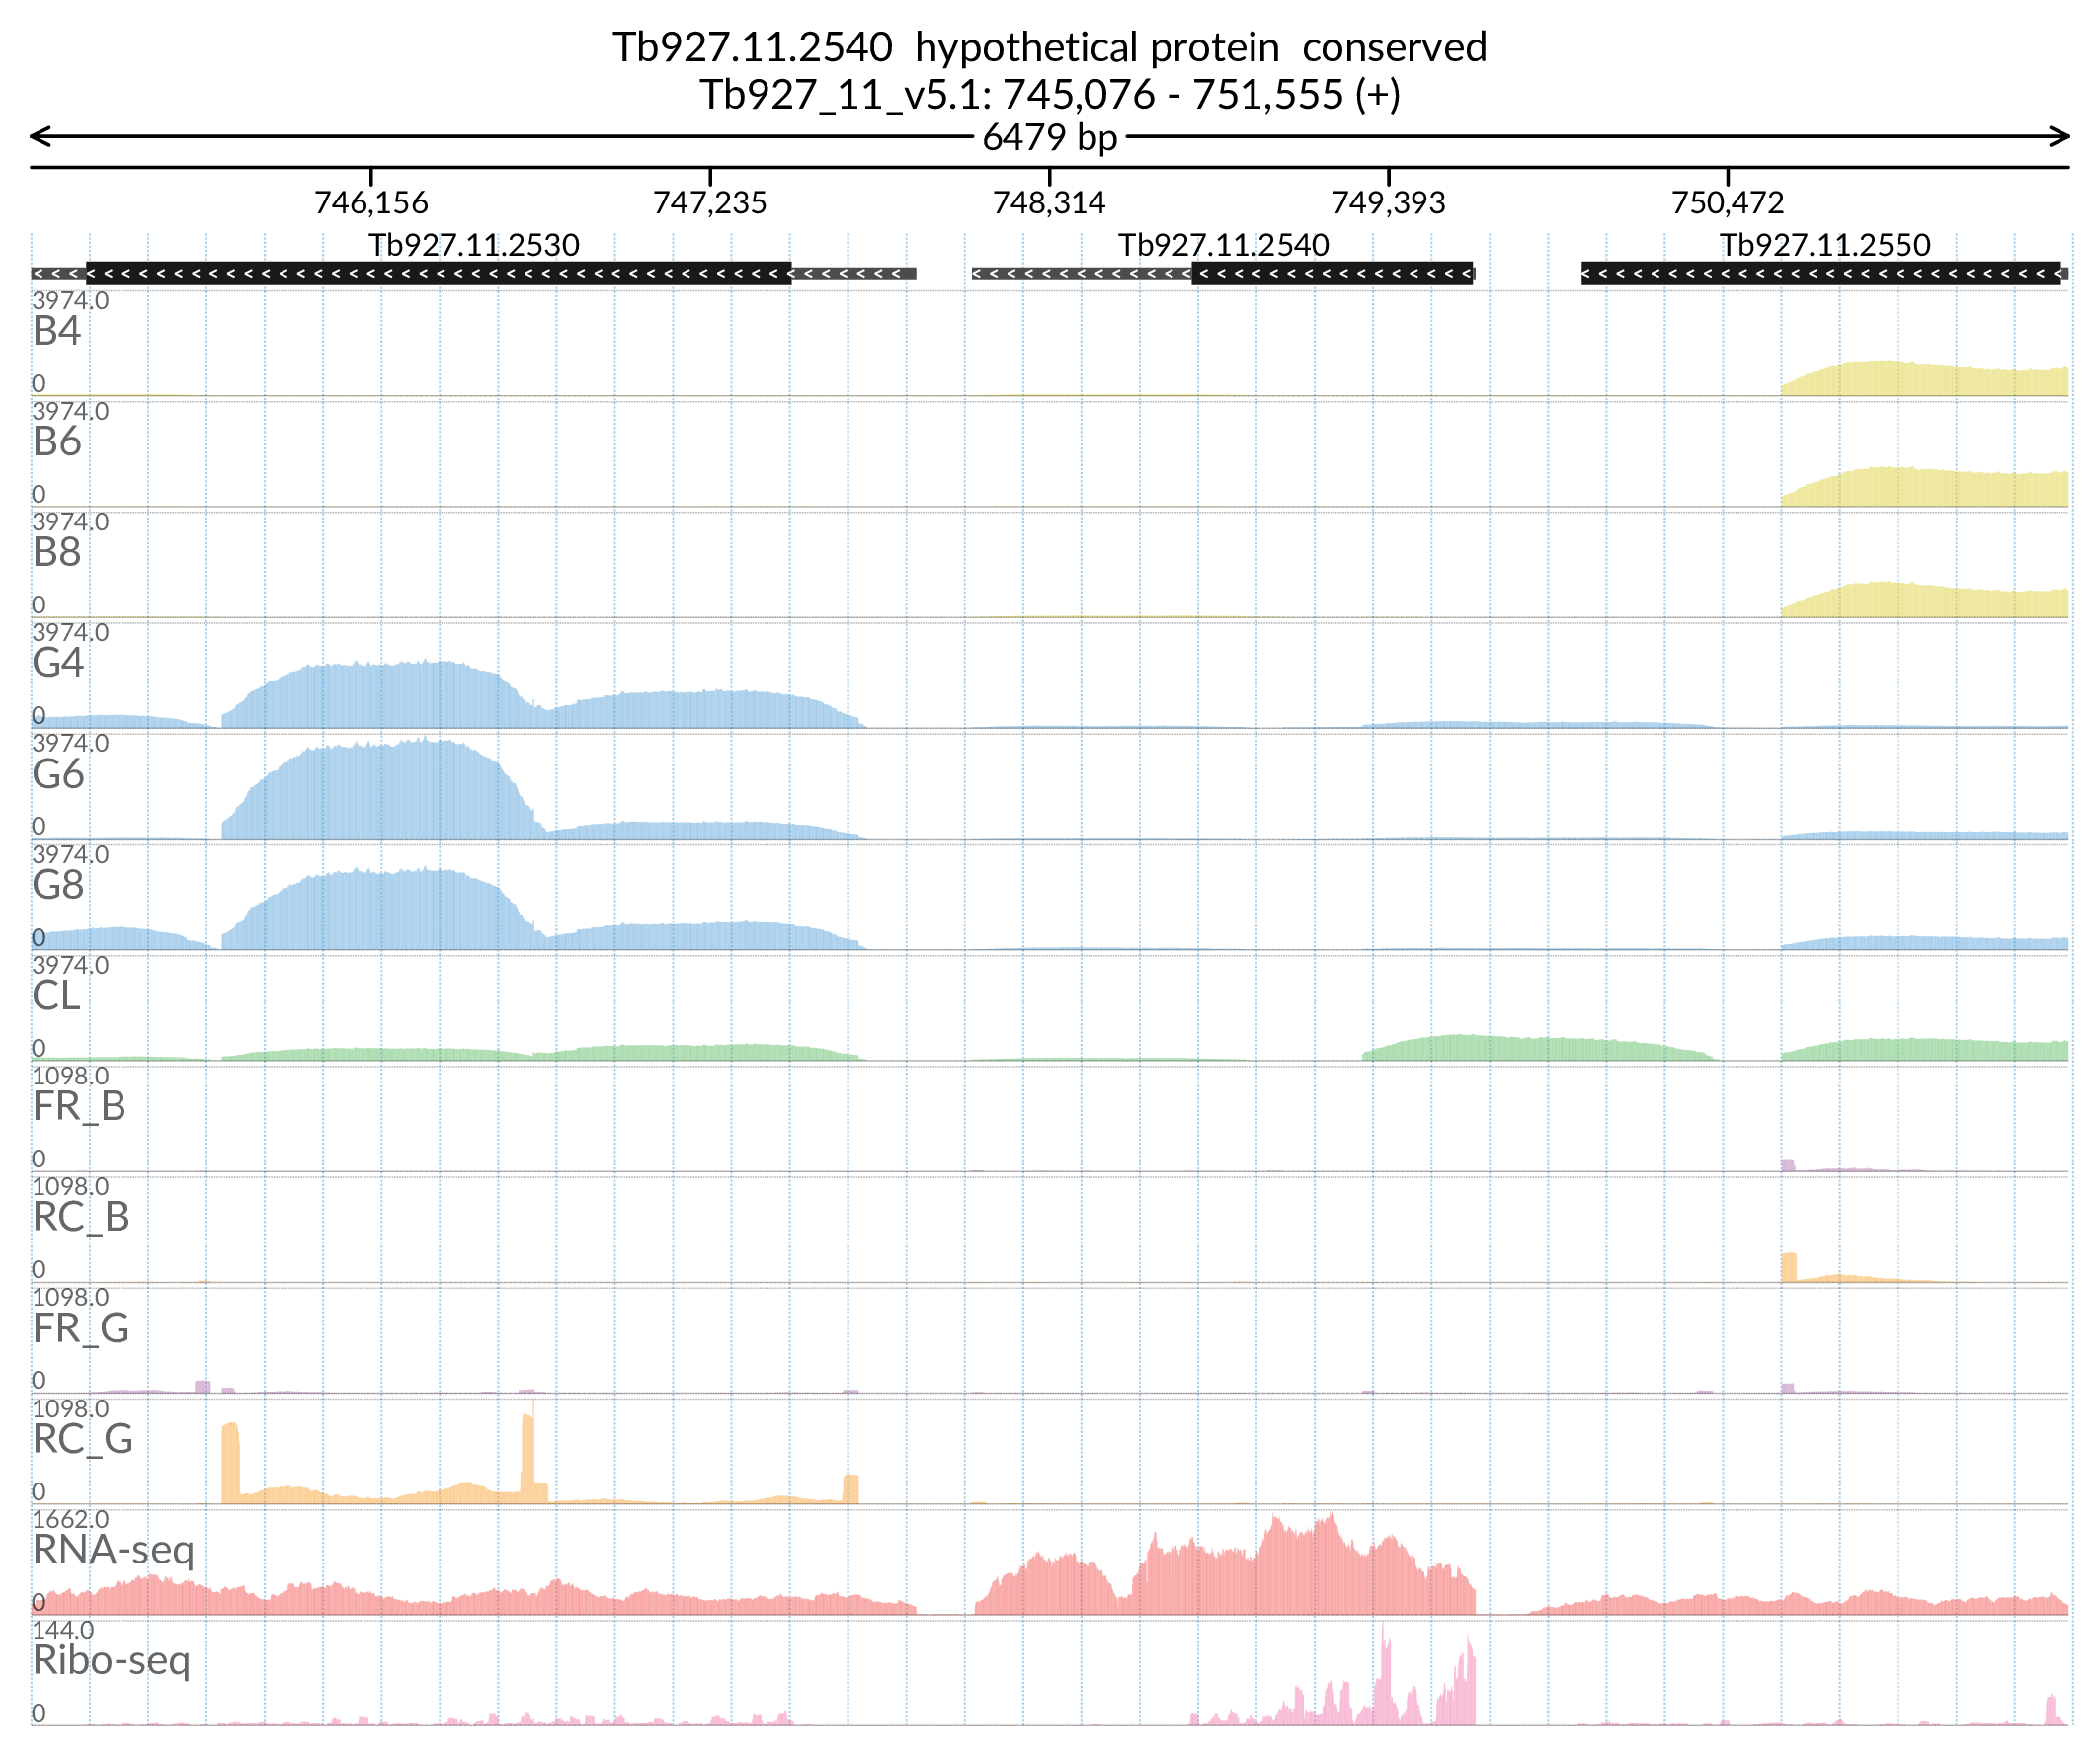 Tb927.11.2540  hypothetical protein  conserved
Tb927_11_v5.1: 745,076 - 751,555 (+)
6479 bp
746,156 747,235 748,314 749,393 750,472
Tb927.11.2530 Tb927.11.2540 Tb927.11.2550
3974.0
B4
0
3974.0
B6
0
3974.0
B8
0
3974.0
G4
0
3974.0
G6
0
3974.0
G8
0
3974.0
CL
0
1098.0
FR_B
0
1098.0
RC_B
0
1098.0
FR_G
0
1098.0
RC_G
0
1662.0
RNA-seq
0
144.0
Ribo-seq
0